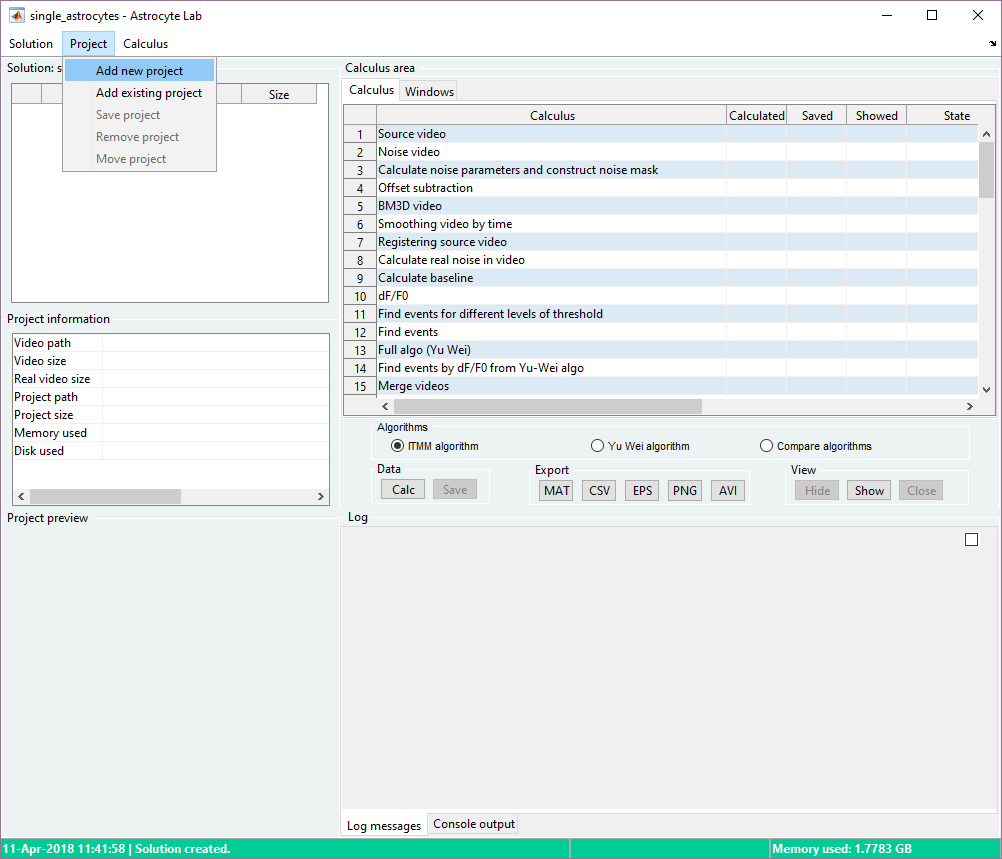 single_astrocytes - Astrocyte Lab
Solution Project Calculus
Solution: s
Add new project
Add existing project
Save project
Remove project
Move project
Size
Calculus area
Calculus Windows
Calculus Calculated Saved Showed State
1 Source video
2 Noise video
3 Calculate noise parameters and construct noise mask
4 Offset subtraction
5 BM3D video
6 Smoothing video by time
7 Registering source video
8 Calculate real noise in video
9 Calculate baseline
10 dF/F0
11 Find events for different levels of threshold
12 Find events
13 Full algo (Yu Wei)
14 Find events by dF/F0 from Yu-Wei algo
15 Merge videos
Project information
Video path
Video size
Real video size
Project path
Project size
Memory used
Disk used
Algorithms
ITMM algorithm Yu Wei algorithm Compare algorithms
Data
Calc Save
Export
MAT CSV EPS PNG AVI
View
Hide Show Close
Project preview
Log
Log messages Console output
11-Apr-2018 11:41:58 | Solution created.
Memory used: 1.7783 GB